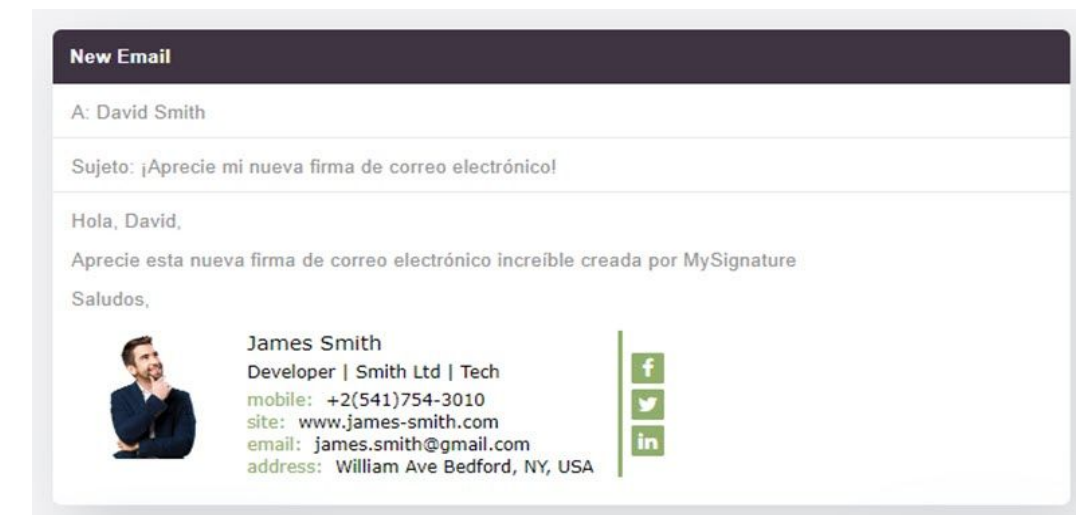 New Email
A: David Smith
Sujeto: ¡Aprecie mi nueva firma de correo electrónico!
Hola, David,
Aprecie esta nueva firma de correo electrónico increíble creada por MySignature
Saludos,
James Smith
Developer | Smith Ltd | Tech
mobile: +2(541)754-3010
site: www.james-smith.com
email: james.smith@gmail.com
address: William Ave Bedford, NY, USA
f
in